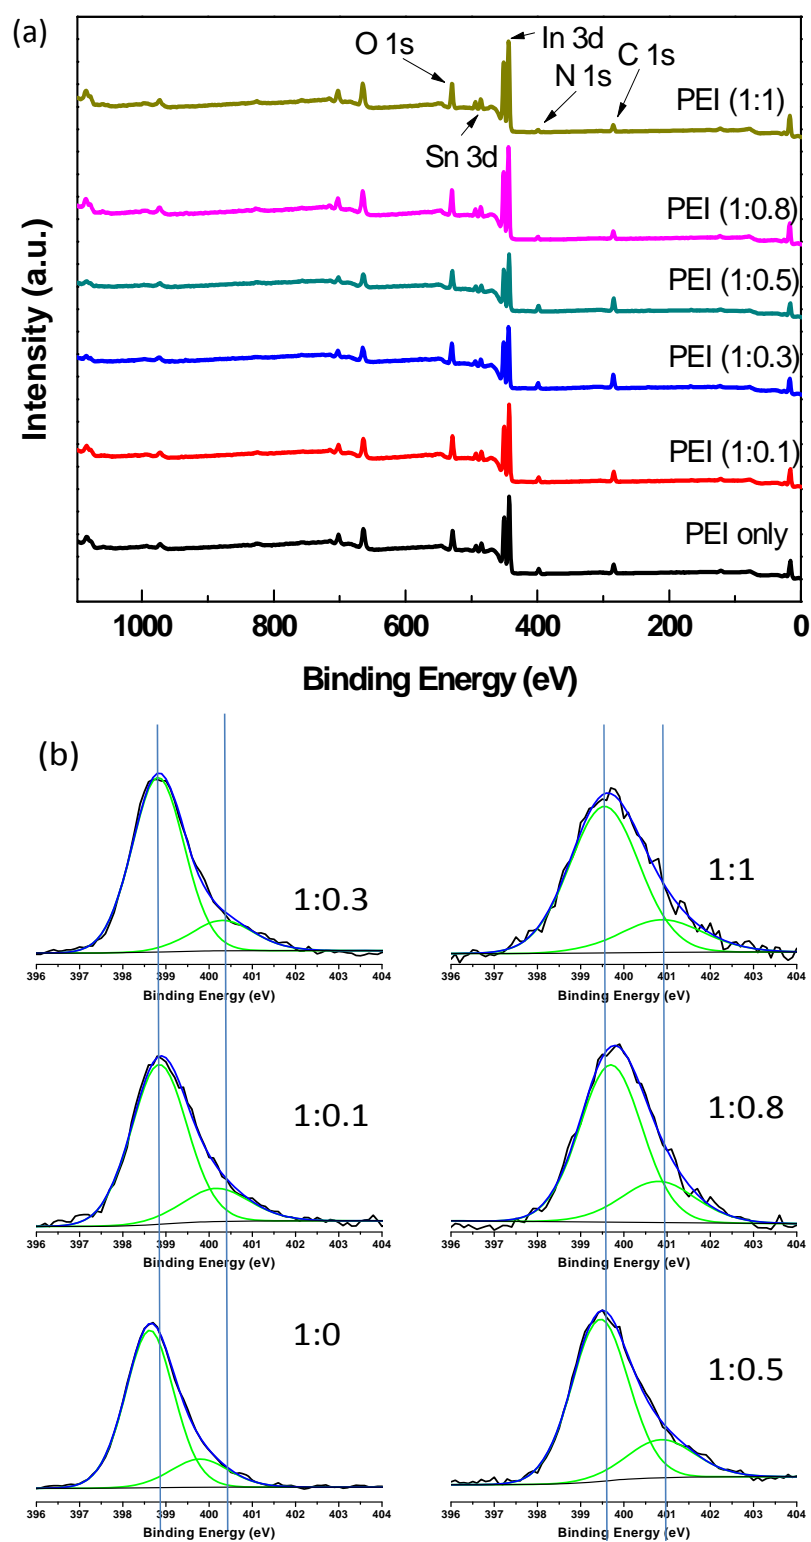 (a)
In 3d
O 1s
C 1s
N 1s
PEI (1:1)
Sn 3d
PEI (1:0.8)
PEI (1:0.5)
PEI (1:0.3)
PEI (1:0.1)
PEI only
Intensity (a.u.)
1000 800 600 400 200 0
Binding Energy (eV)
(b)
1:0.3
396 397 398 399 400 401 402 403 404
Binding Energy (eV)
1:1
396 397 398 399 400 401 402 403 404
Binding Energy (eV)
1:0.1
396 397 398 399 400 401 402 403 404
Binding Energy (eV)
1:0.8
396 397 398 399 400 401 402 403 404
Binding Energy (eV)
1:0
396 397 398 399 400 401 402 403 404
Binding Energy (eV)
1:0.5
396 397 398 399 400 401 402 403 404
Binding Energy (eV)